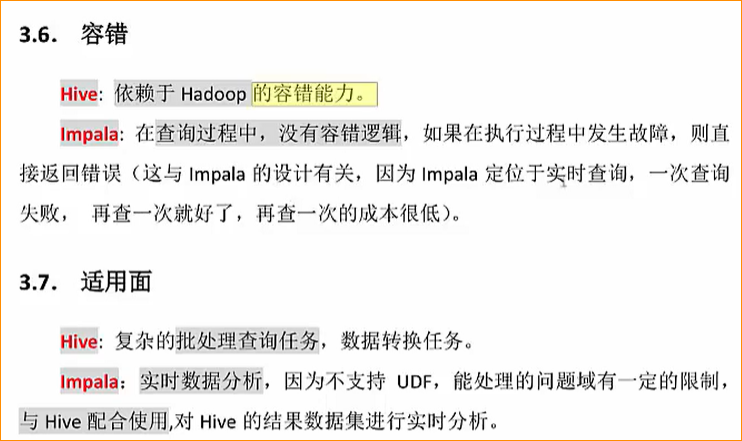 3.6. 容错
Hive: 依赖于 Hadoop 的容错能力。
Impala: 在查询过程中，没有容错逻辑，如果在执行过程中发生故障，则直
接返回错误（这与 Impala 的设计有关，因为 Impala 定位于实时查询，一次查询
失败， 再查一次就好了，再查一次的成本很低）。
3.7. 适用面
Hive: 复杂的批处理查询任务，数据转换任务。
Impala：实时数据分析，因为不支持 UDF，能处理的问题域有一定的限制，
与 Hive 配合使用,对 Hive 的结果数据集进行实时分析。